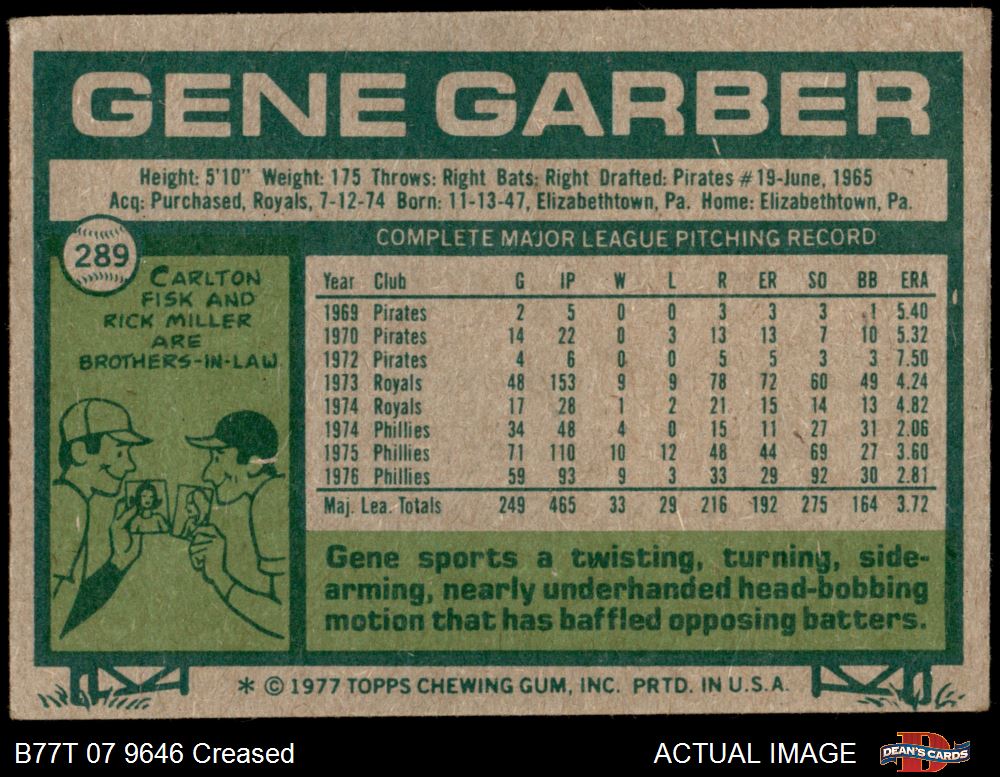 GENE GARBER
Height: 5'10" Weight: 175 Throws: Right Bats: Right Drafted: Pirates #19-June, 1965
Acq: Purchased, Royals, 7-12-74 Born: 11-13-47, Elizabethtown, Pa. Home: Elizabethtown, Pa.
289
CARLTON
FISK AND
RICK MILLER
ARE
BROTHERS-IN-LAW
COMPLETE MAJOR LEAGUE PITCHING RECORD
Year Club G IP W L R ER SO BB ERA
1969 Pirates 2 5 0 0 3 3 3 1 5.40
1970 Pirates 14 22 0 3 13 13 7 10 5.32
1972 Pirates 4 6 0 0 5 5 3 3 7.50
1973 Royals 48 153 9 9 78 72 60 49 4.24
1974 Royals 17 28 1 2 21 15 14 13 4.82
1974 Phillies 34 48 4 0 15 11 27 31 2.06
1975 Phillies 71 110 10 12 48 44 69 27 3.60
1976 Phillies 59 93 9 3 33 29 92 30 2.81
Maj. Lea. Totals 249 465 33 29 216 192 275 164 3.72
Gene sports a twisting, turning, side-
arming, nearly underhanded head-bobbing
motion that has baffled opposing batters.
* © 1977 TOPPS CHEWING GUM, INC. PRTD. IN U.S.A.
B77T 07 9646 Creased
ACTUAL IMAGE
DEAN'S CARDS